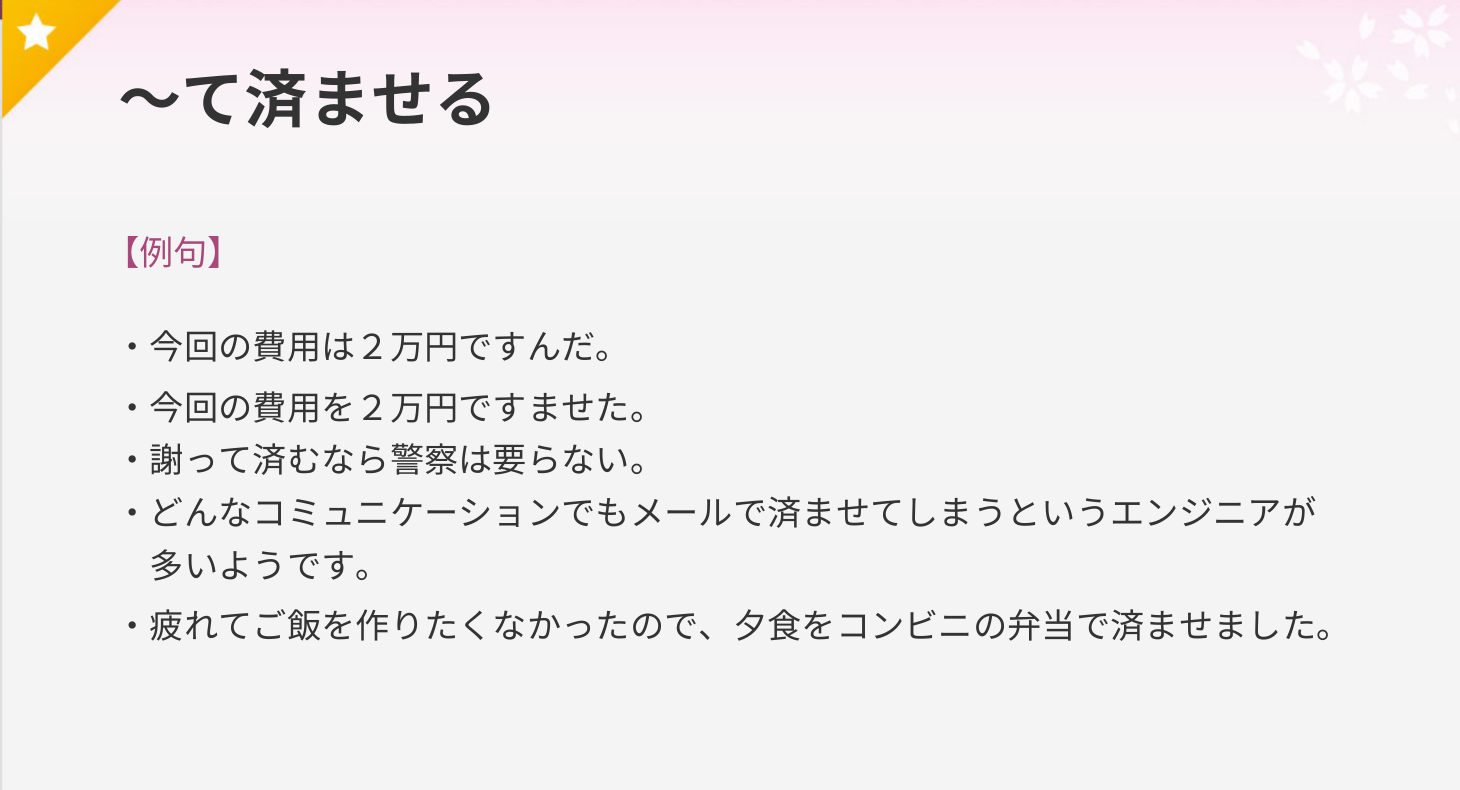 ～て済ませる
【例句】
・今回の費用は２万円ですんだ。
・今回の費用を２万円ですませた。
・謝って済むなら警察は要らない。
・どんなコミュニケーションでもメールで済ませてしまうというエンジニアが
多いようです。
・疲れてご飯を作りたくなかったので、夕食をコンビニの弁当で済ませました。